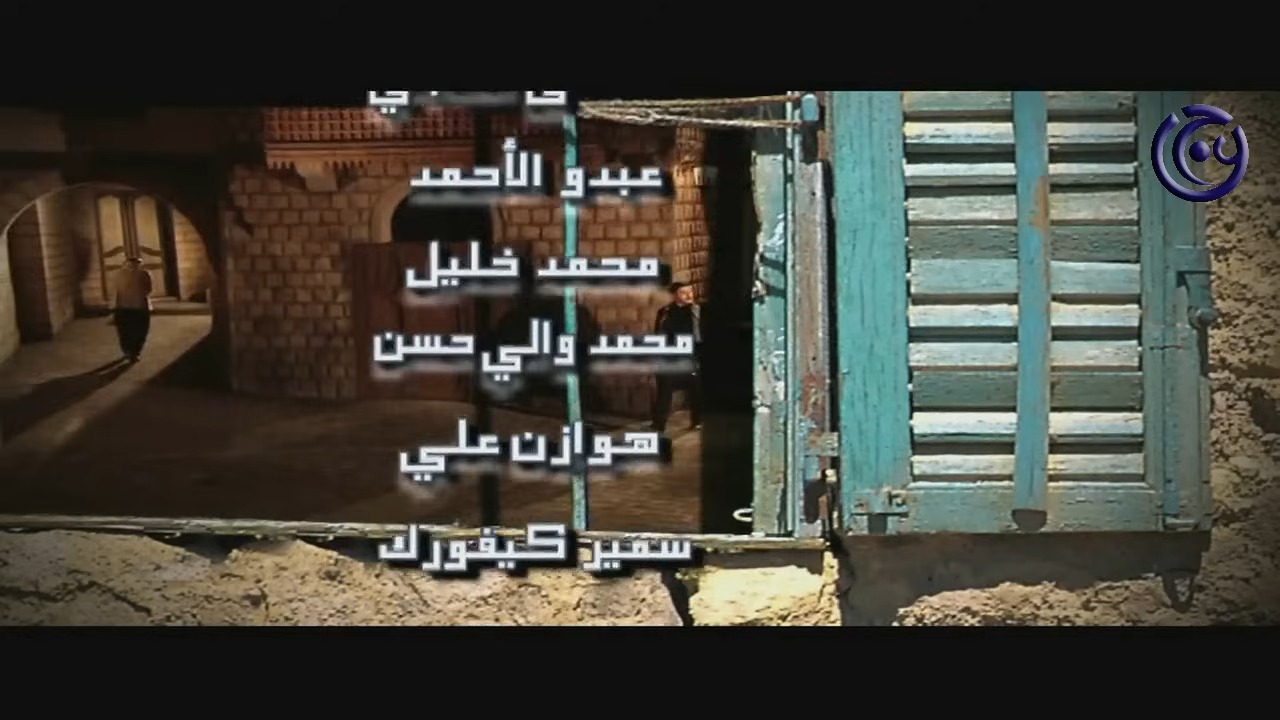 عبدو الأحمد
محمد خليل
محمد والي حسن
هوازن علي
سمير كيفورك